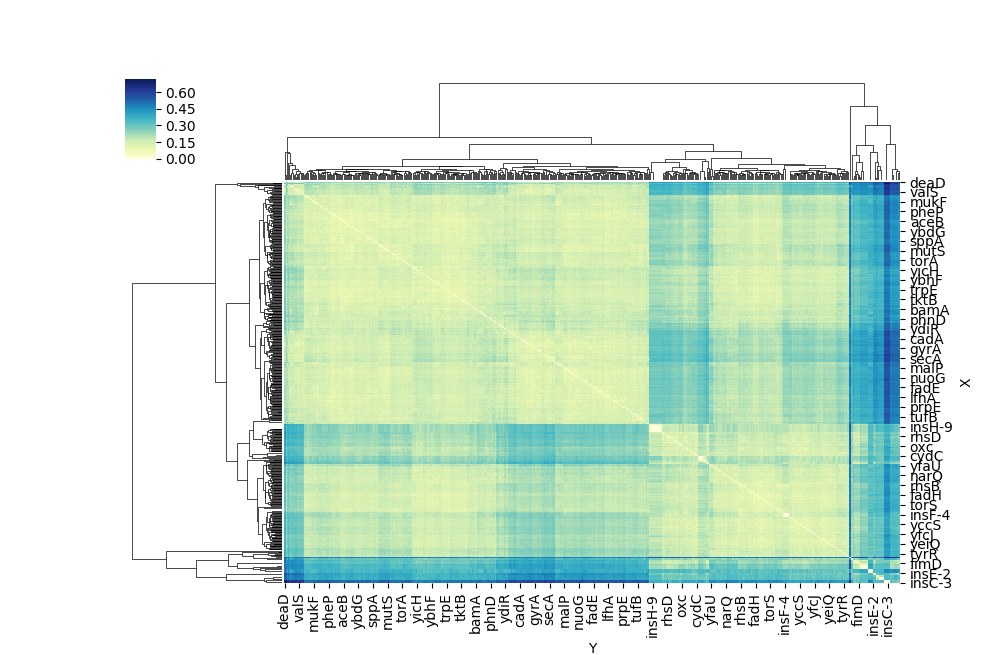 0.60
0.45
0.30
0.15
0.00
deaD
valS
mukF
pheP
aceB
ybdG
sppA
mutS
torA
yicH
ybhF
trpE
tktB
bamA
phnD
ydiR
cadA
gyrA
secA
malP
nuoG
fadE
lfhA
prpE
tufB
insH-9
rhsD
oxc
cydC
yfaU
narQ
rhsB
fadH
torS
insF-4
yccS
yfcJ
yeiQ
tyrR
fimD
insE-2
insC-3
X
deaD
valS
mukF
pheP
aceB
ybdG
sppA
mutS
torA
yicH
ybhF
trpE
tktB
bamA
phnD
ydiR
cadA
gyrA
secA
malP
nuoG
fadE
lfhA
prpE
tufB
insH-9
rhsD
oxc
cydC
yfaU
narQ
rhsB
fadH
torS
insF-4
yccS
yfcJ
yeiQ
tyrR
fimD
insE-2
insC-3
Y